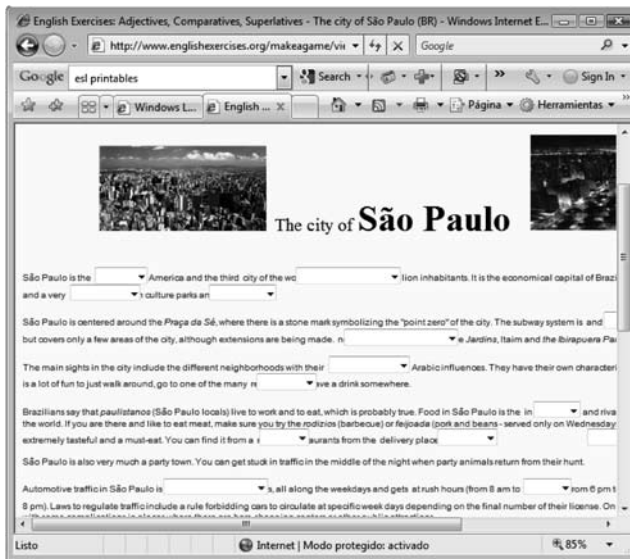 English Exercises: Adjectives, Comparatives, Superlatives - The city of São Paulo (BR) - Windows Internet E...
http://www.englishexercises.org/makeagame/vi
Google
Google esl printables Search Sign In
Windows L... English ... Página Herramientas
The city of São Paulo
São Paulo is the America and the third city of the wo lion inhabitants. It is the economical capital of Brazi
and a very culture parks an
São Paulo is centered around the Praça da Sé, where there is a stone mark symbolizing the "point zero" of the city. The subway system is and
but covers only a few areas of the city, although extensions are being made. n e Jardins, Itaim and the Ibirapuera Pa
The main sights in the city include the different neighborhoods with their Arabic influences. They have their own characteri
is a lot of fun to just walk around, go to one of the many re ave a drink somewhere.
Brazilians say that paulistanos (São Paulo locals) live to work and to eat, which is probably true. Food in São Paulo is the in and riva
the world. If you are there and like to eat meat, make sure you try the rodizios (barbecue) or feijoada (pork and beans - served only on Wednesday
extremely tasteful and a must-eat. You can find it from a aurants from the delivery place
São Paulo is also very much a party town. You can get stuck in traffic in the middle of the night when party animals return from their hunt.
Automotive traffic in São Paulo is s, all along the weekdays and gets at rush hours (from 8 am to rom 6 pm t
8 pm). Laws to regulate traffic include a rule forbidding cars to circulate at specific week days depending on the final number of their license. On
Listo Internet | Modo protegido: activado 85%